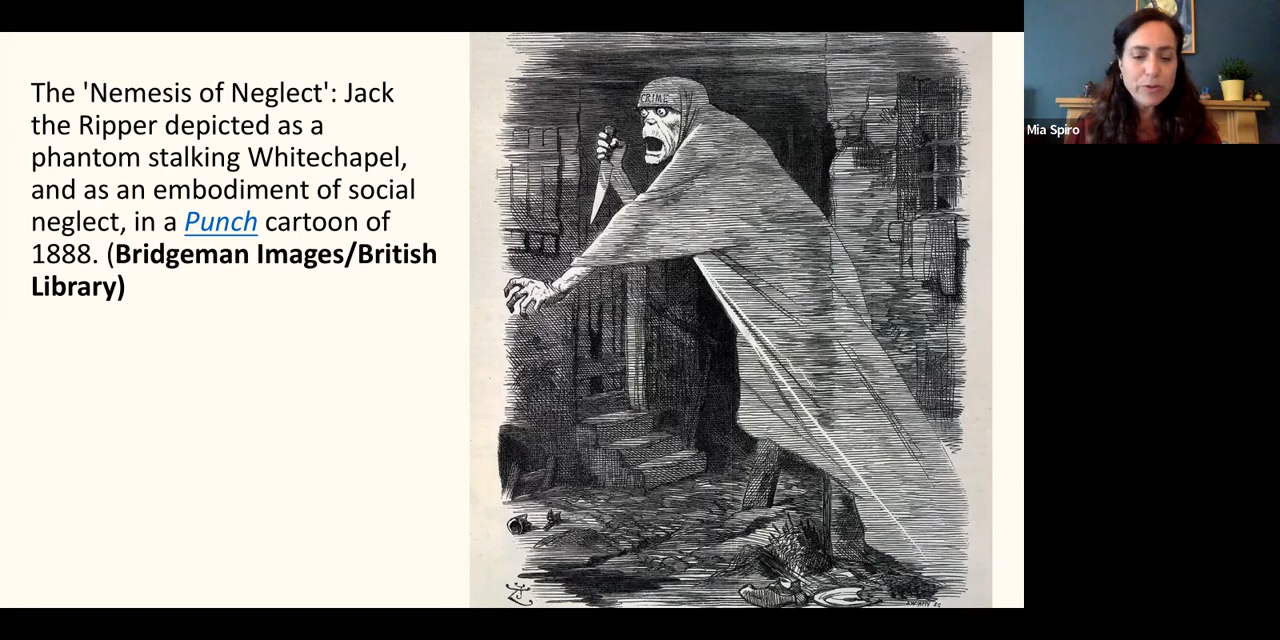 The 'Nemesis of Neglect': Jack
the Ripper depicted as a
phantom stalking Whitechapel,
and as an embodiment of social
neglect, in a Punch cartoon of
1888. (Bridgeman Images/British
Library)
CRIME
Mia Spiro